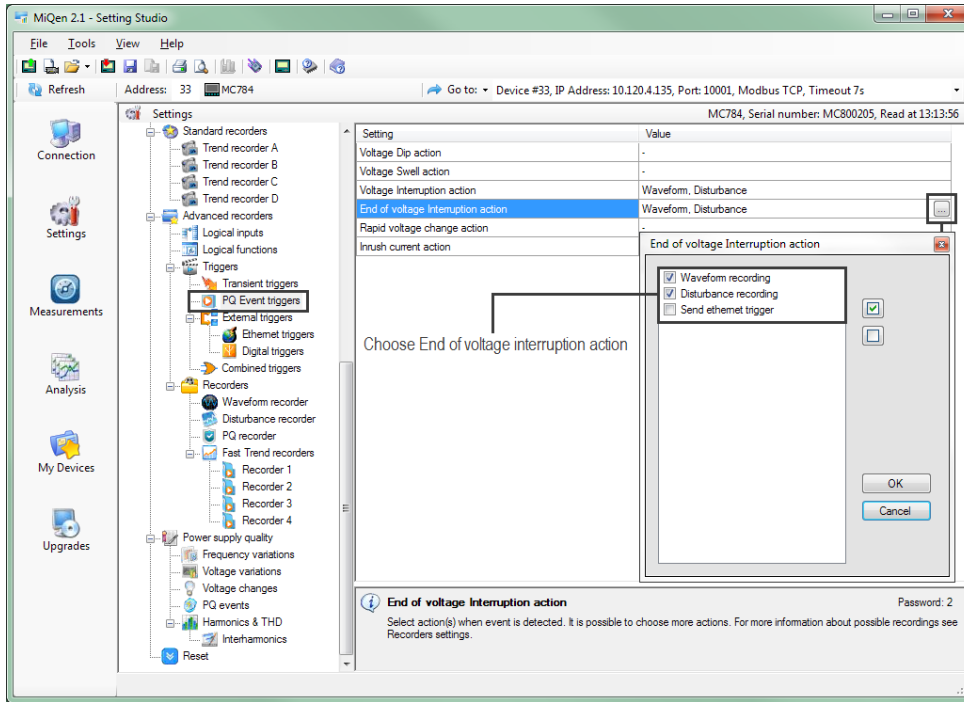 MiQen 2.1 - Setting Studio
File Tools View Help
Refresh Address: 33 MC784 Go to: Device #33, IP Address: 10.120.4.135, Port: 10001, Modbus TCP, Timeout 7s
Settings MC784, Serial number: MC800205, Read at 13:13:56
Connection
Settings
Measurements
Analysis
My Devices
Upgrades
Standard recorders
Trend recorder A
Trend recorder B
Trend recorder C
Trend recorder D
Advanced recorders
Logical inputs
Logical functions
Triggers
Transient triggers
PQ Event triggers
External triggers
Ethernet triggers
Digital triggers
Combined triggers
Recorders
Waveform recorder
Disturbance recorder
PQ recorder
Fast Trend recorders
Recorder 1
Recorder 2
Recorder 3
Recorder 4
Power supply quality
Frequency variations
Voltage variations
Voltage changes
PQ events
Harmonics & THD
Interharmonics
Reset
Setting Value
Voltage Dip action -
Voltage Swell action -
Voltage Interruption action Waveform, Disturbance
End of voltage Interruption action Waveform, Disturbance ...
Rapid voltage change action -
Inrush current action
End of voltage Interruption action
Waveform recording
Disturbance recording
Send ethernet trigger
Choose End of voltage interruption action
OK
Cancel
End of voltage Interruption action Password: 2
Select action(s) when event is detected. It is possible to choose more actions. For more information about possible recordings see
Recorders settings.